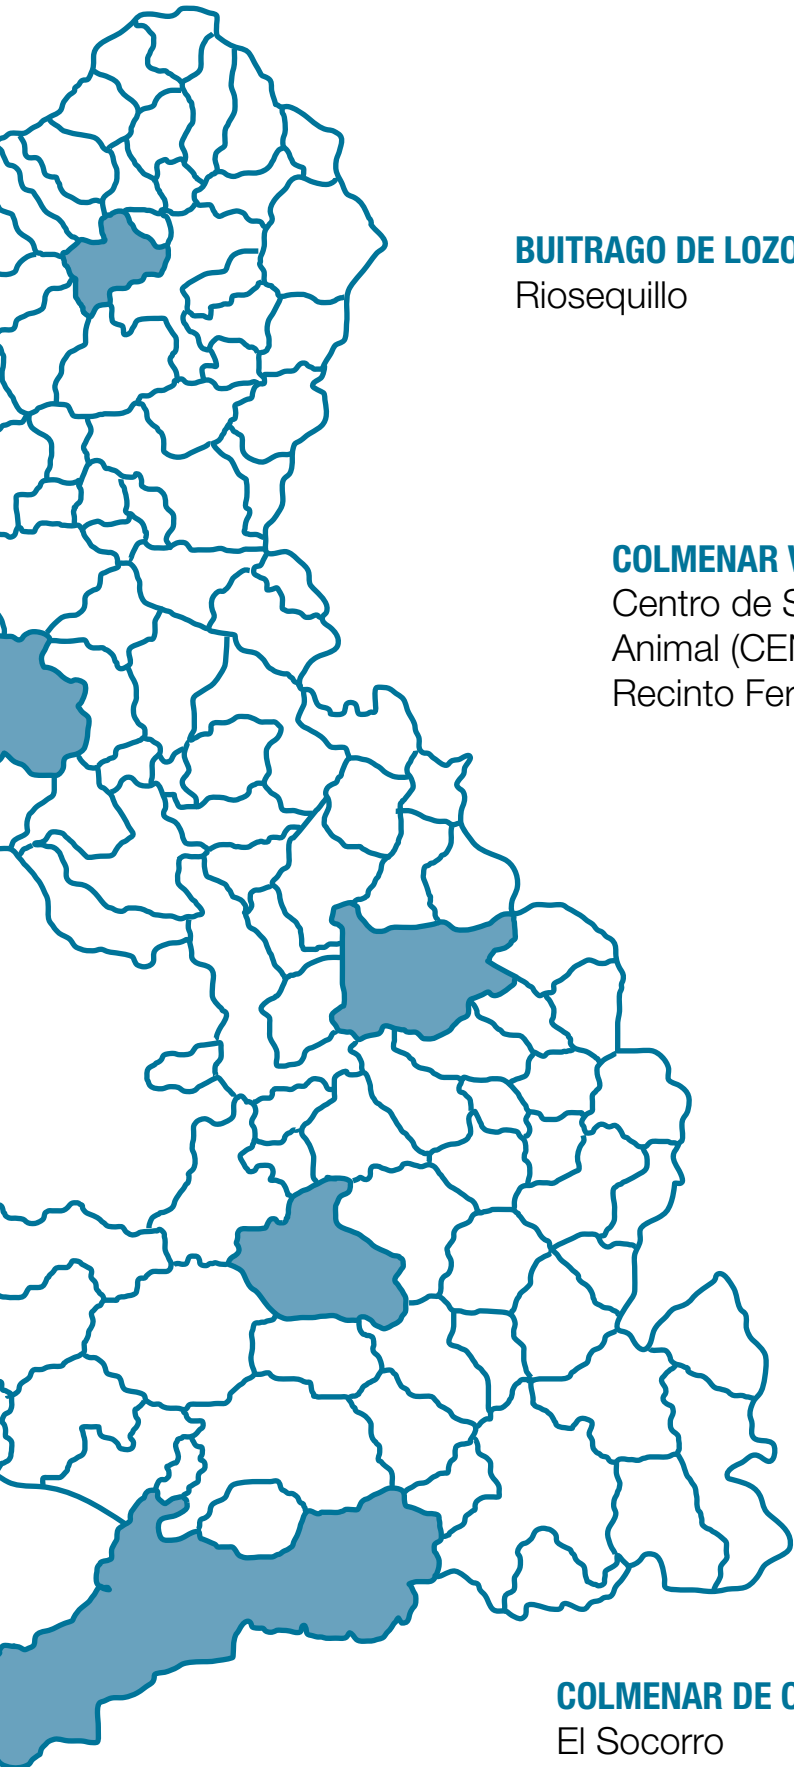 BUITRAGO DE LOZO
Riosequillo
COLMENAR
Centro de S
Animal (CEN
Recinto Fer
COLMENAR DE C
El Socorro